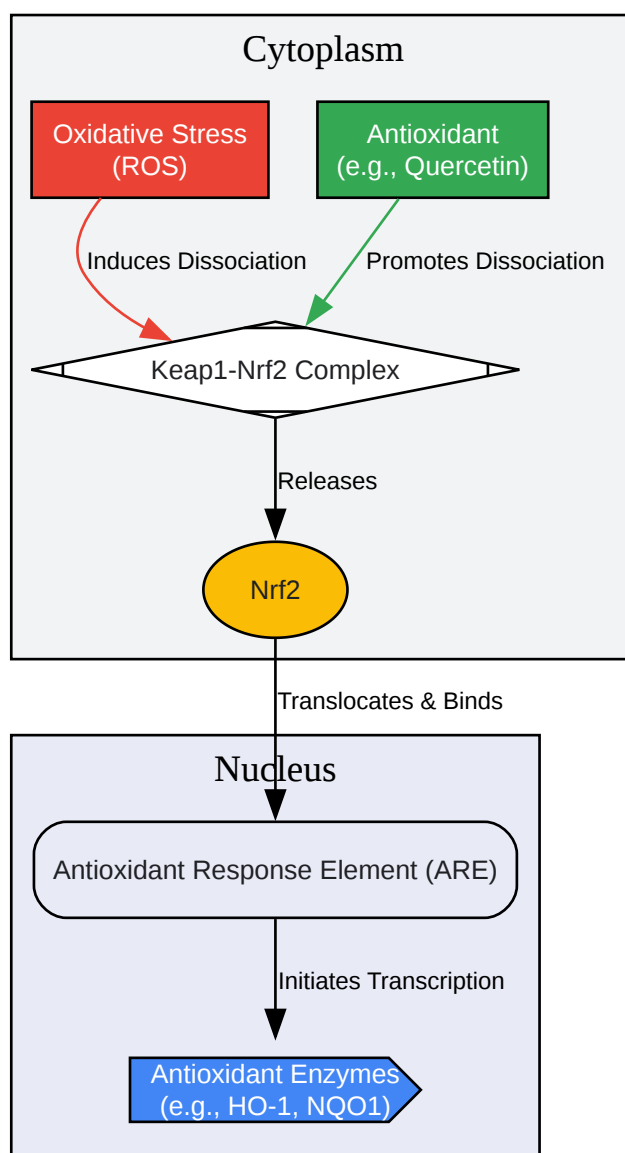 Cytoplasm
Oxidative Stress
(ROS)
Antioxidant
(e.g., Quercetin)
Induces Dissociation
Promotes Dissociation
Keap1-Nrf2 Complex
Releases
Nrf2
Translocates & Binds
Nucleus
Antioxidant Response Element (ARE)
Initiates Transcription
Antioxidant Enzymes
(e.g., HO-1, NQO1)